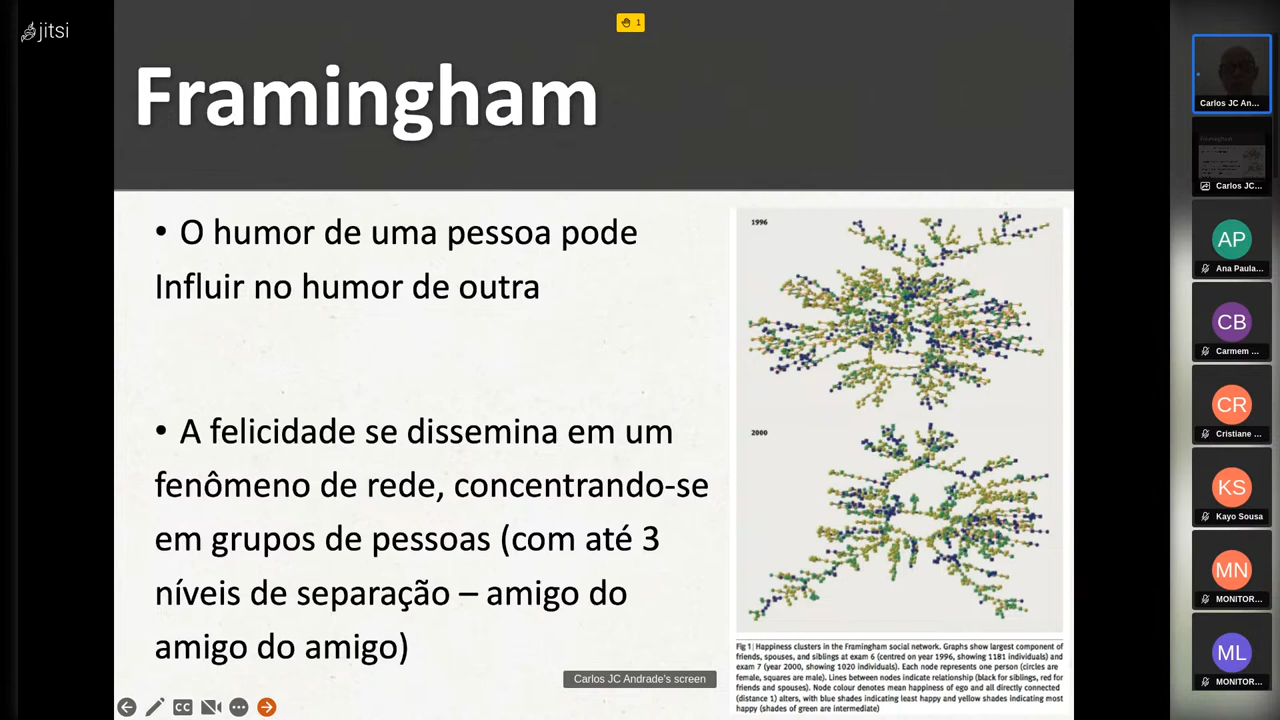 jitsi
1
Framingham
• O humor de uma pessoa pode
Influir no humor de outra
• A felicidade se dissemina em um
fenômeno de rede, concentrando-se
em grupos de pessoas (com até 3
níveis de separação – amigo do
amigo do amigo)
1996
2000
Fig 1 | Happiness clusters in the Framingham social network. Graphs show largest component of
friends, spouses, and siblings at exam 6 (centred on year 1996, showing 1181 individuals) and
exam 7 (year 2000, showing 1020 individuals). Each node represents one person (circles are
female, squares are male). Lines between nodes indicate relationship (black for siblings, red for
friends and spouses). Node colour denotes mean happiness of ego and all directly connected
(distance 1) alters, with blue shades indicating least happy and yellow shades indicating most
happy (shades of green are intermediate)
Carlos JC Andrade's screen
CC
Carlos JC An...
Carlos JC...
AP
Ana Paula...
CB
Carmem ...
CR
Cristiane ...
KS
Kayo Sousa
MN
MONITOR...
ML
MONITOR...